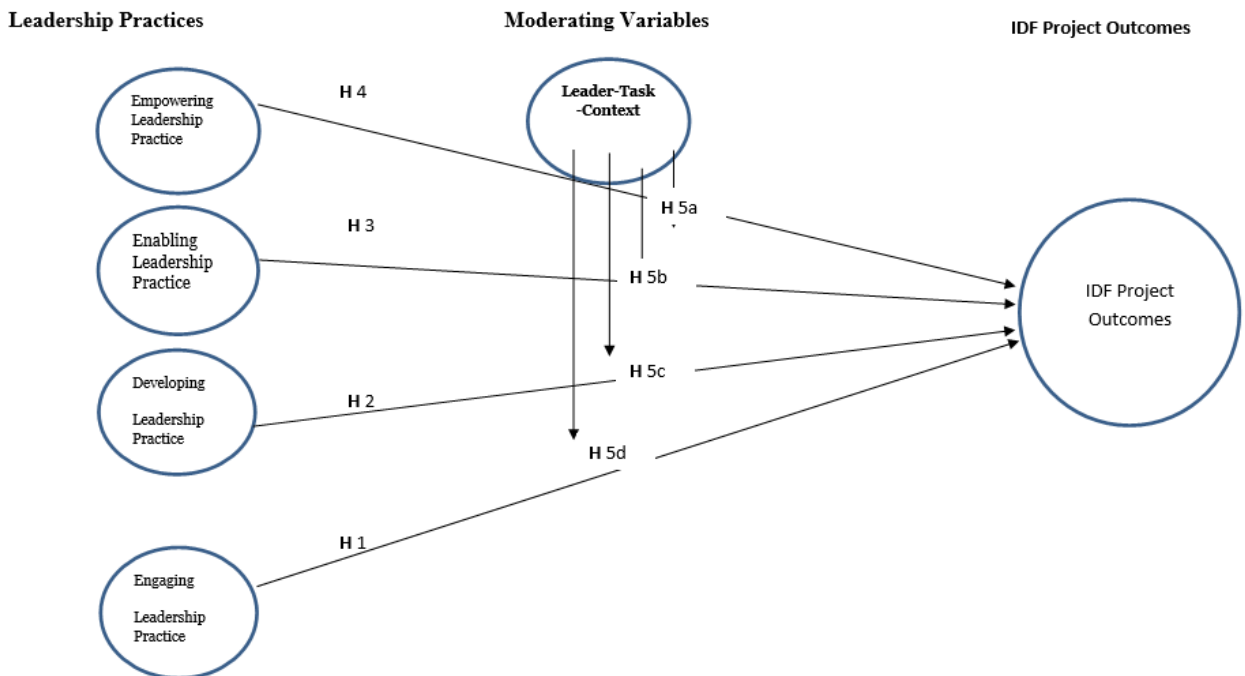 Leadership Practices
Moderating Variables
IDF Project Outcomes
Empowering
Leadership
Practice
H 4
Leader-Task
-Context
H 5a
Enabling
Leadership
Practice
H 3
H 5b
IDF Project
Outcomes
Developing
Leadership
Practice
H 2
H 5c
H 5d
Engaging
Leadership
Practice
H 1